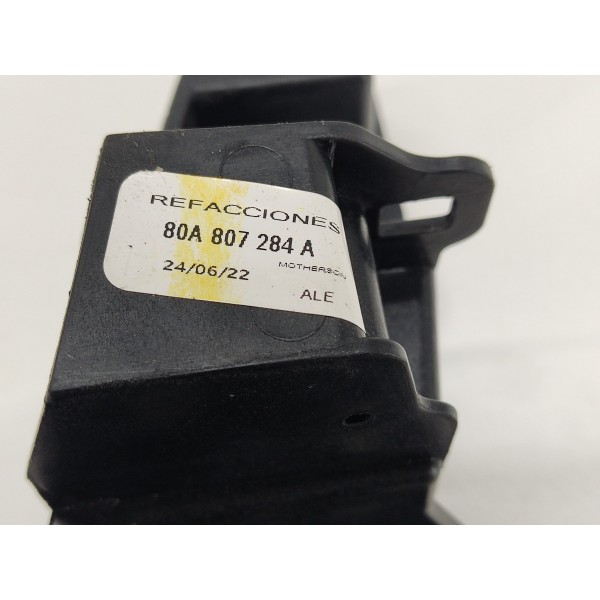 REFACCIONES
80A 807 284 A
24/06/22 MOTHERSON
ALE